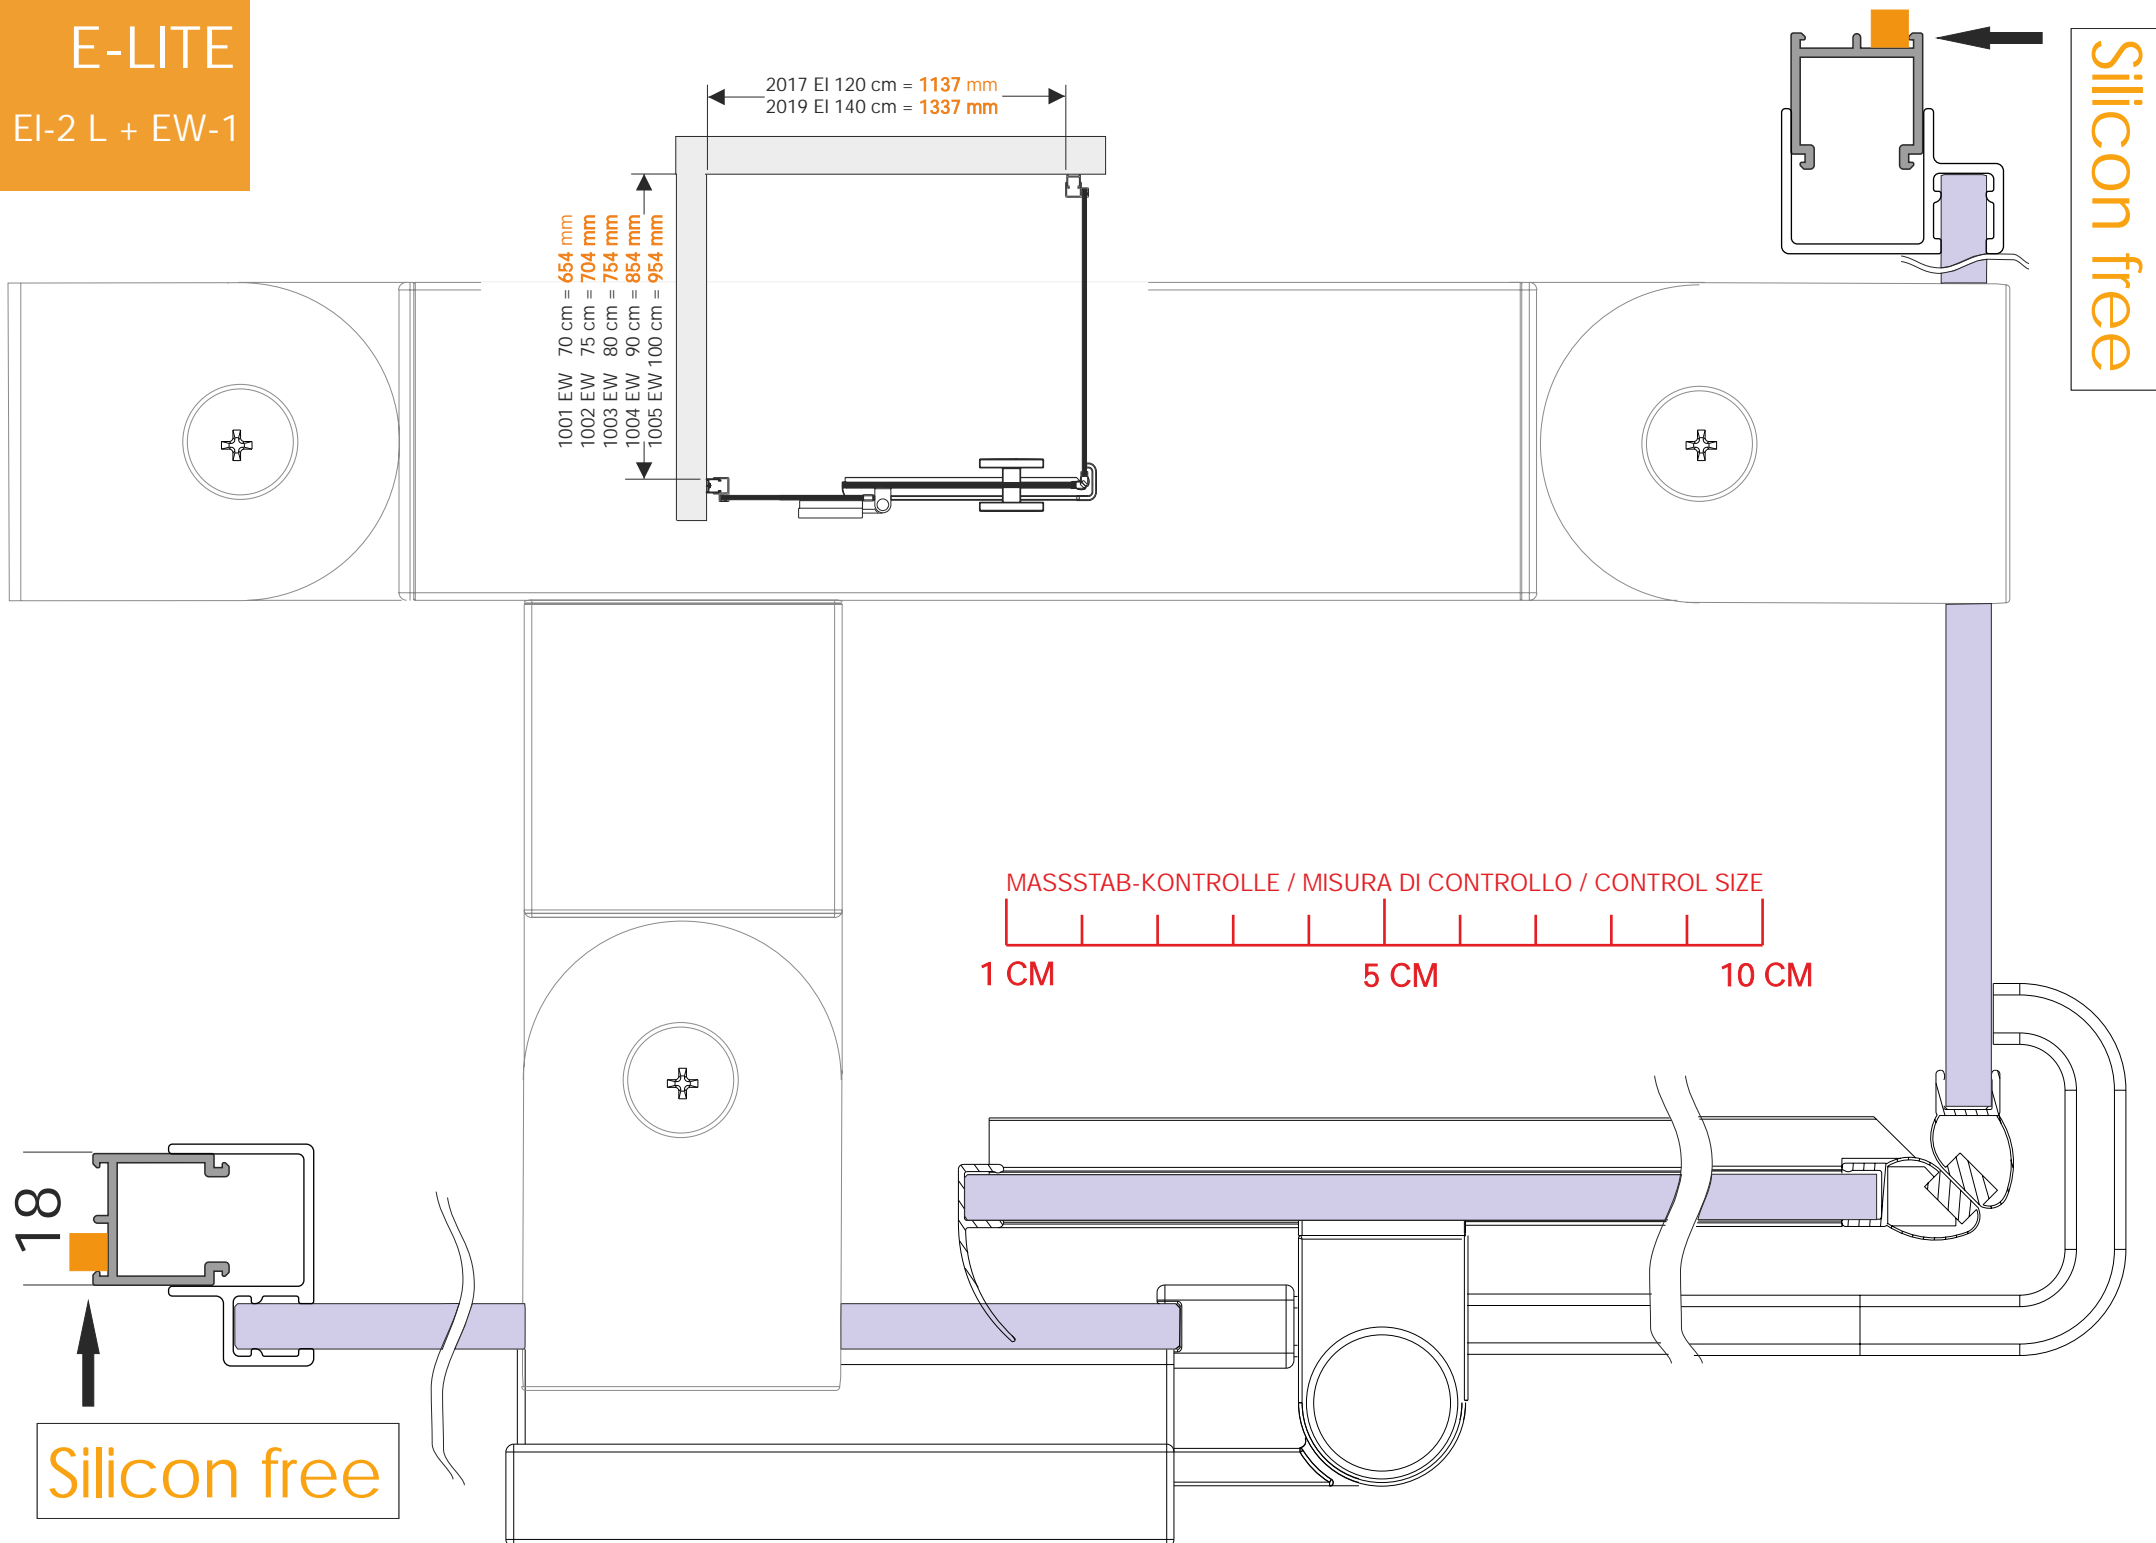 E-LITE
EI-2 L + EW-1
2017 EI 120 cm = 1137 mm
2019 EI 140 cm = 1337 mm
1001 EW 70 cm = 654 mm
1002 EW 75 cm = 704 mm
1003 EW 80 cm = 754 mm
1004 EW 90 cm = 854 mm
1005 EW 100 cm = 954 mm
Silicon free
MASSSTAB-KONTROLLE / MISURA DI CONTROLLO / CONTROL SIZE
1 CM 5 CM 10 CM
18
Silicon free